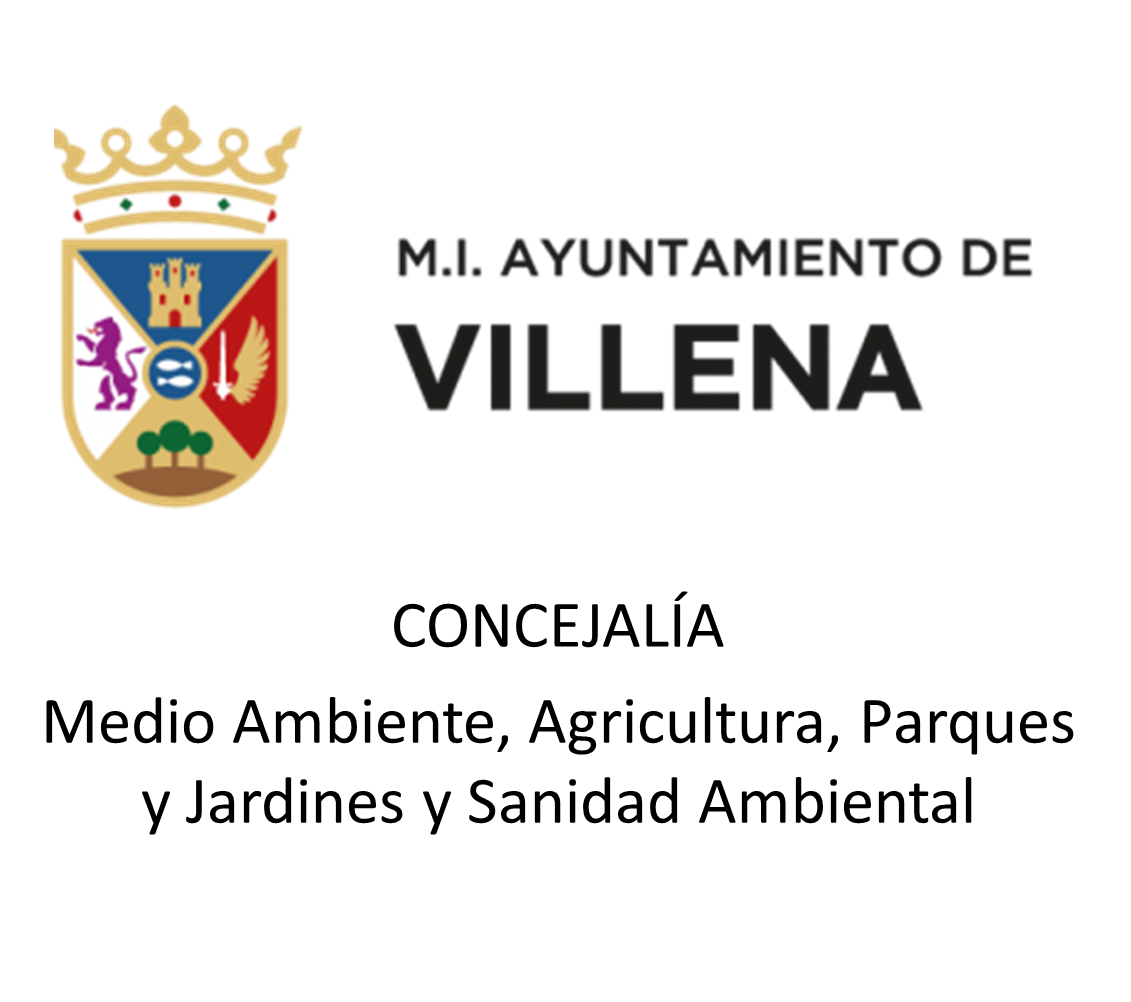 M.I. AYUNTAMIENTO DE
VILLENA
CONCEJALÍA
Medio Ambiente, Agricultura, Parques
y Jardines y Sanidad Ambiental